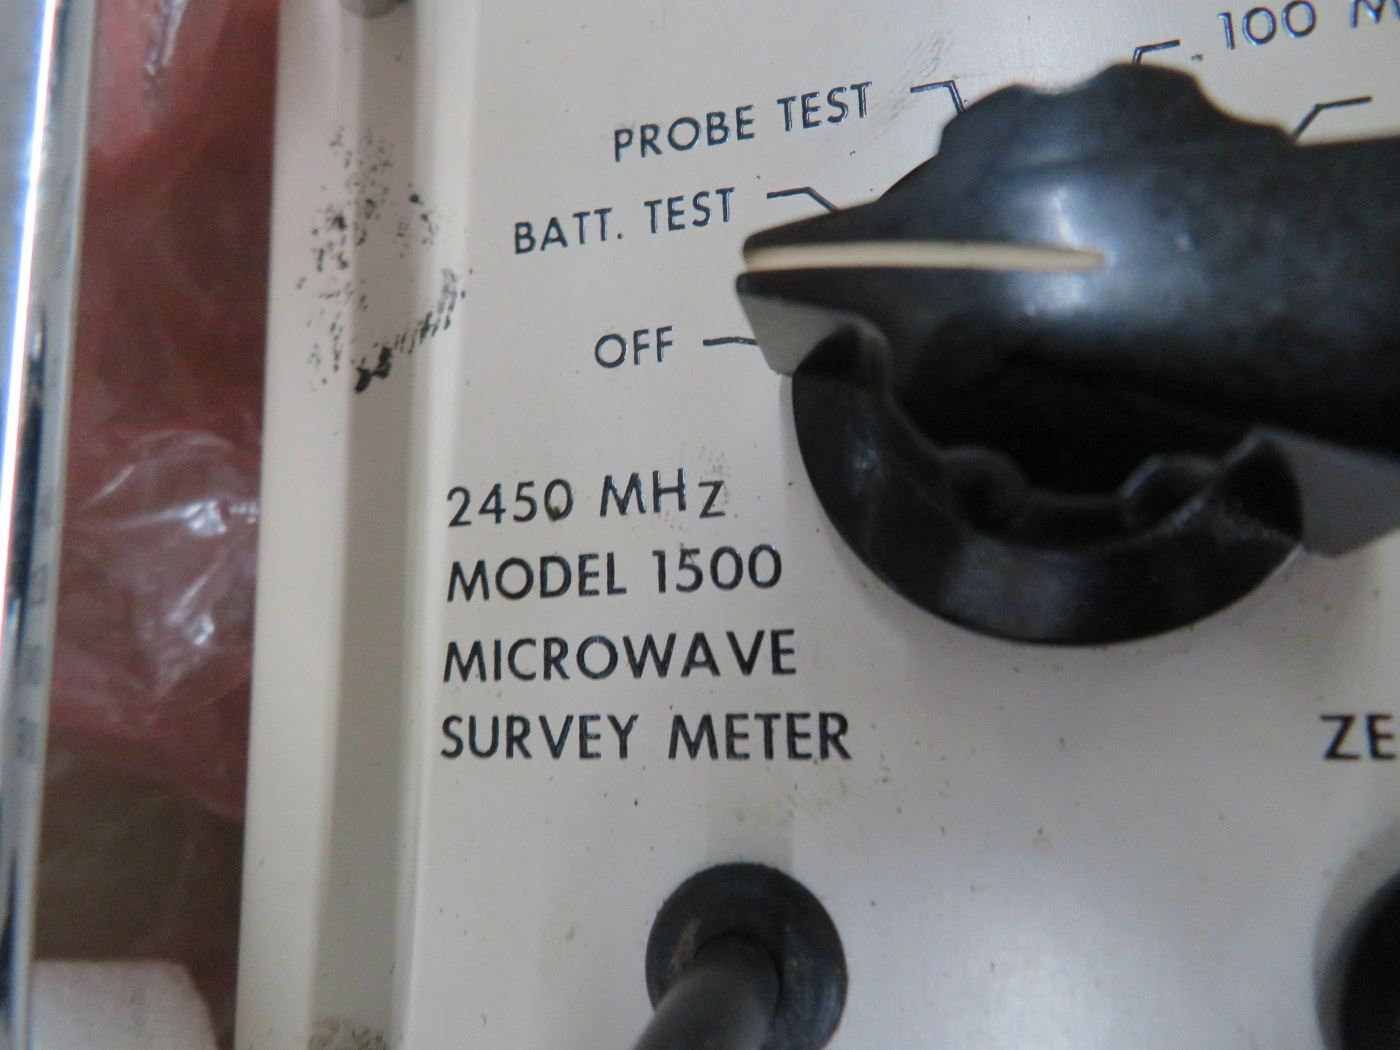 100
PROBE TEST
BATT. TEST
OFF
2450 MHz
MODEL 1500
MICROWAVE
SURVEY METER